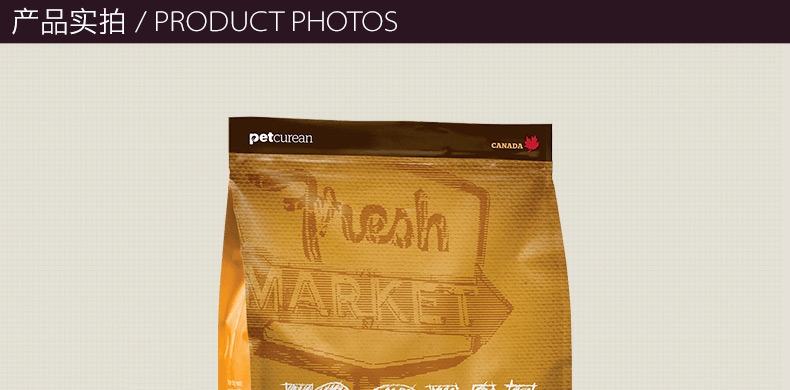 产品实拍 / PRODUCT PHOTOS
petcurean
CANADA
fresh
MARKET